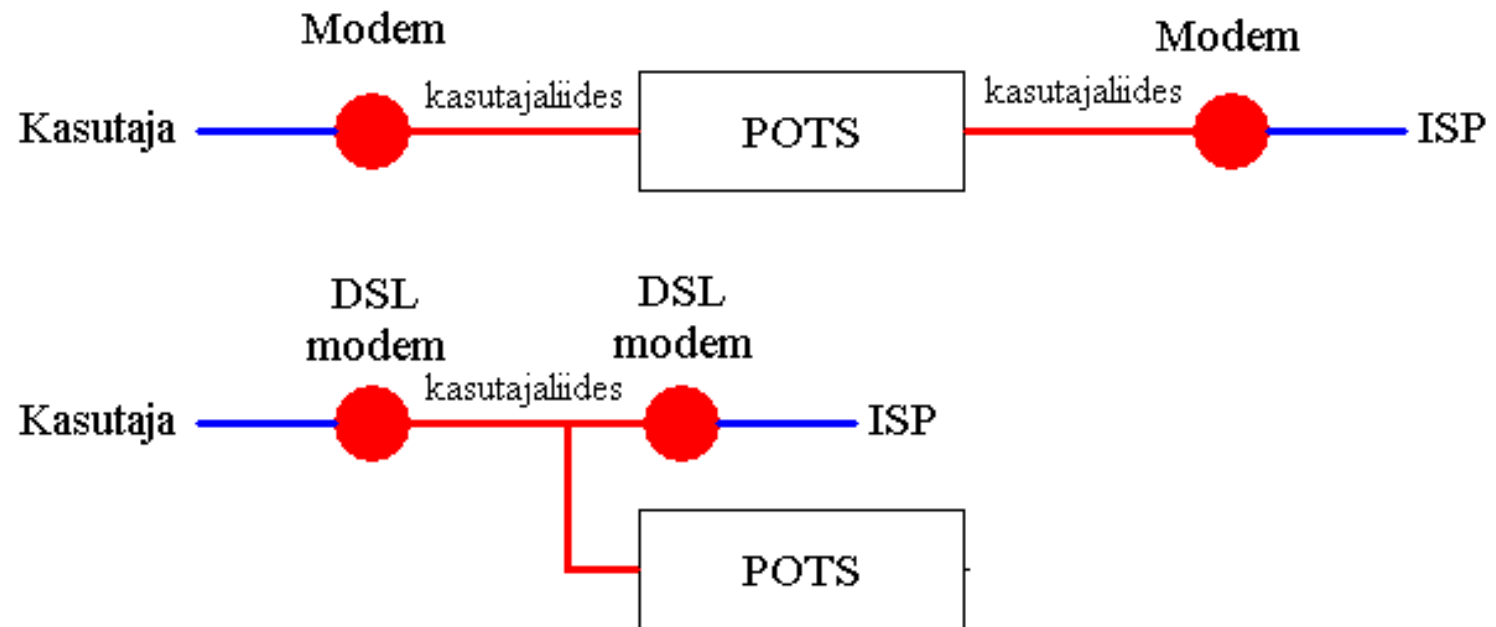 Modem
Modem
kasutajaliides
kasutajaliides
Kasutaja
POTS
ISP
DSL
modem
DSL
modem
kasutajaliides
Kasutaja
ISP
POTS